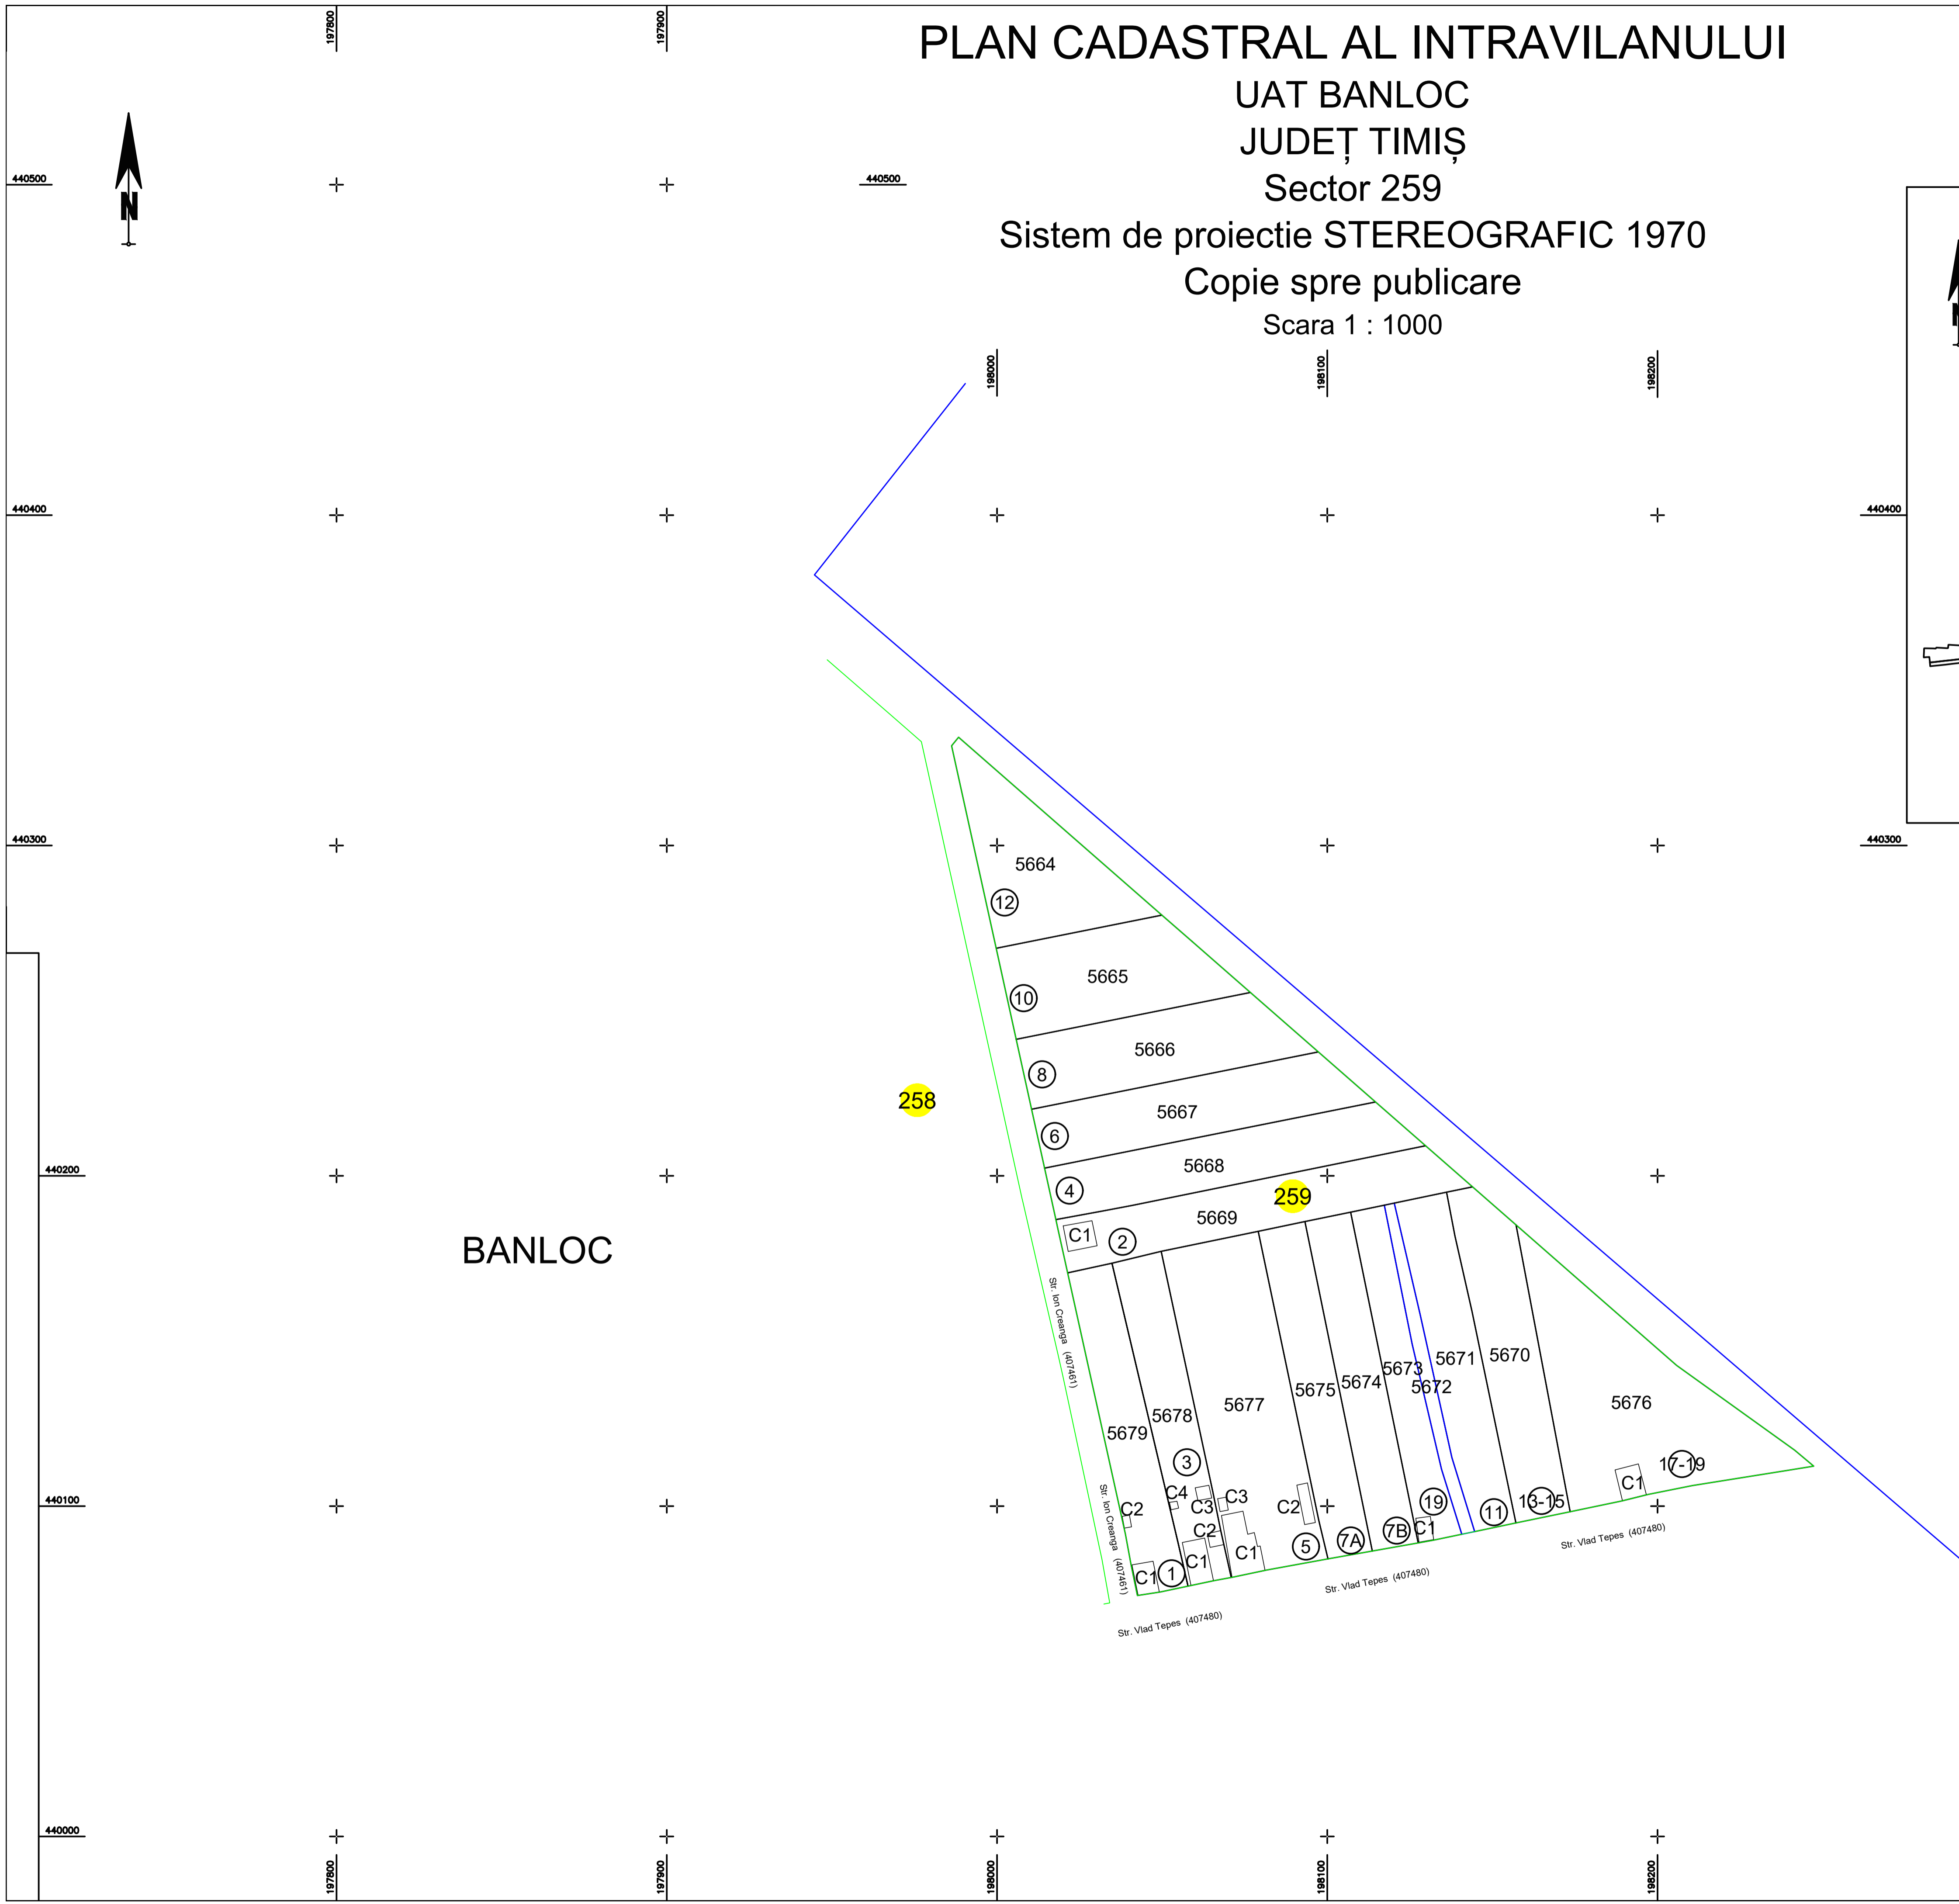 197800
197900
PLAN CADASTRAL AL INTRAVILANULUI
UAT BANLOC
JUDEȚ TIMIȘ
Sector 259
Sistem de proiectie STEREOGRAFIC 1970
Copie spre publicare
Scara 1 : 1000
N
440500
440500
198000
198100
198200
440400
440400
440300
440300
5664
12
5665
10
5666
8
258
5667
6
5668
4
440200
259
5669
C1
2
BANLOC
Str. Ion Creanga (407461)
5673
5671
5670
5672
5674
5675
5676
5677
5678
5679
3
17-19
C1
C4
C3
C3
C2
C2
19
13-15
11
440100
Str. Ion Creanga (407461)
C2
C1
7B
C1
7A
5
C1
C1
1
Str. Vlad Tepes (407480)
Str. Vlad Tepes (407480)
Str. Vlad Tepes (407480)
440000
197800
197900
198000
198100
198200